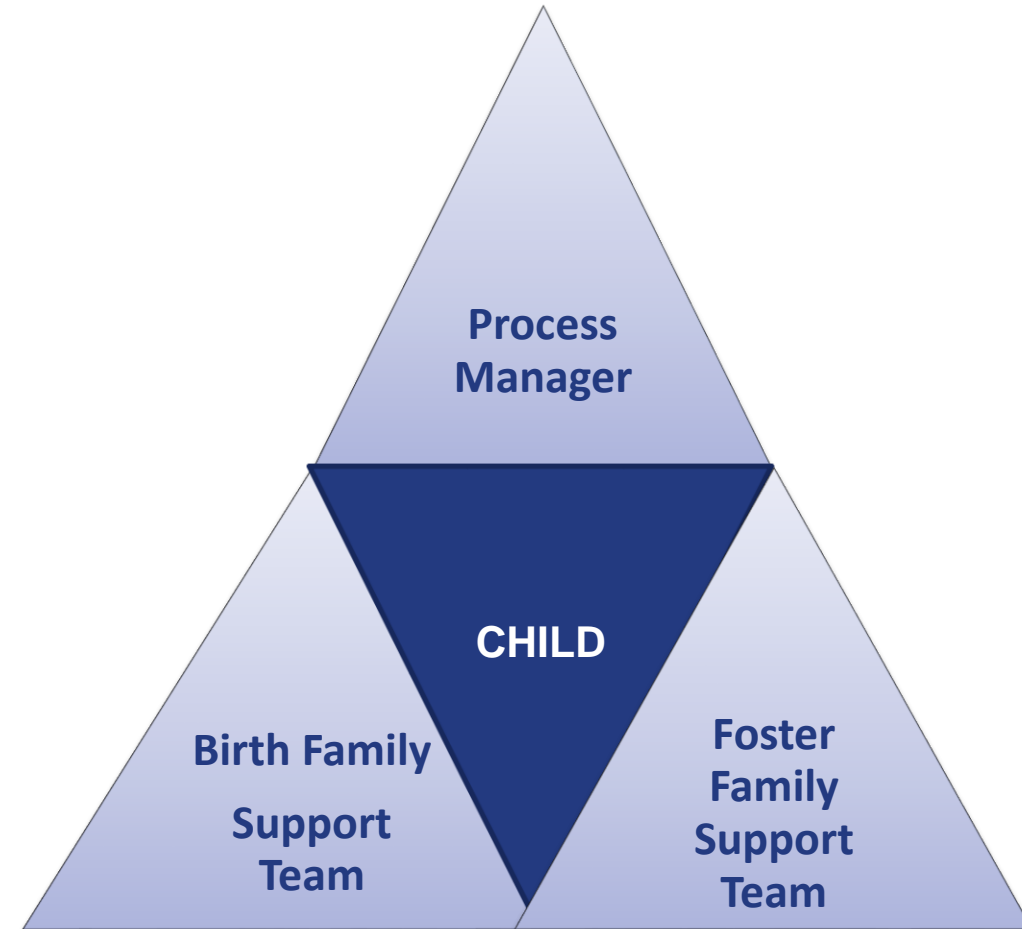 Process
Manager
CHILD
Birth Family
Support
Team
Foster
Family
Support
Team